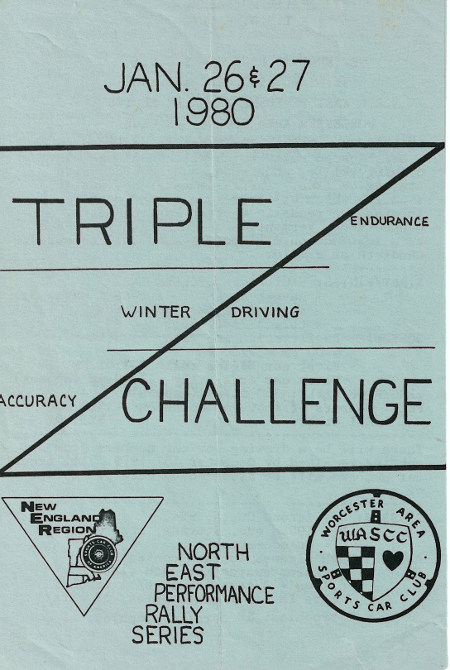 JAN. 26 & 27
1980
TRIPLE
ENDURANCE
WINTER DRIVING
ACCURACY
CHALLENGE
NEW
ENGLAND
REGION
NORTH
EAST
PERFORMANCE
RALLY
SERIES
WORCESTER AREA
WASCC
SPORTS CAR CLUB